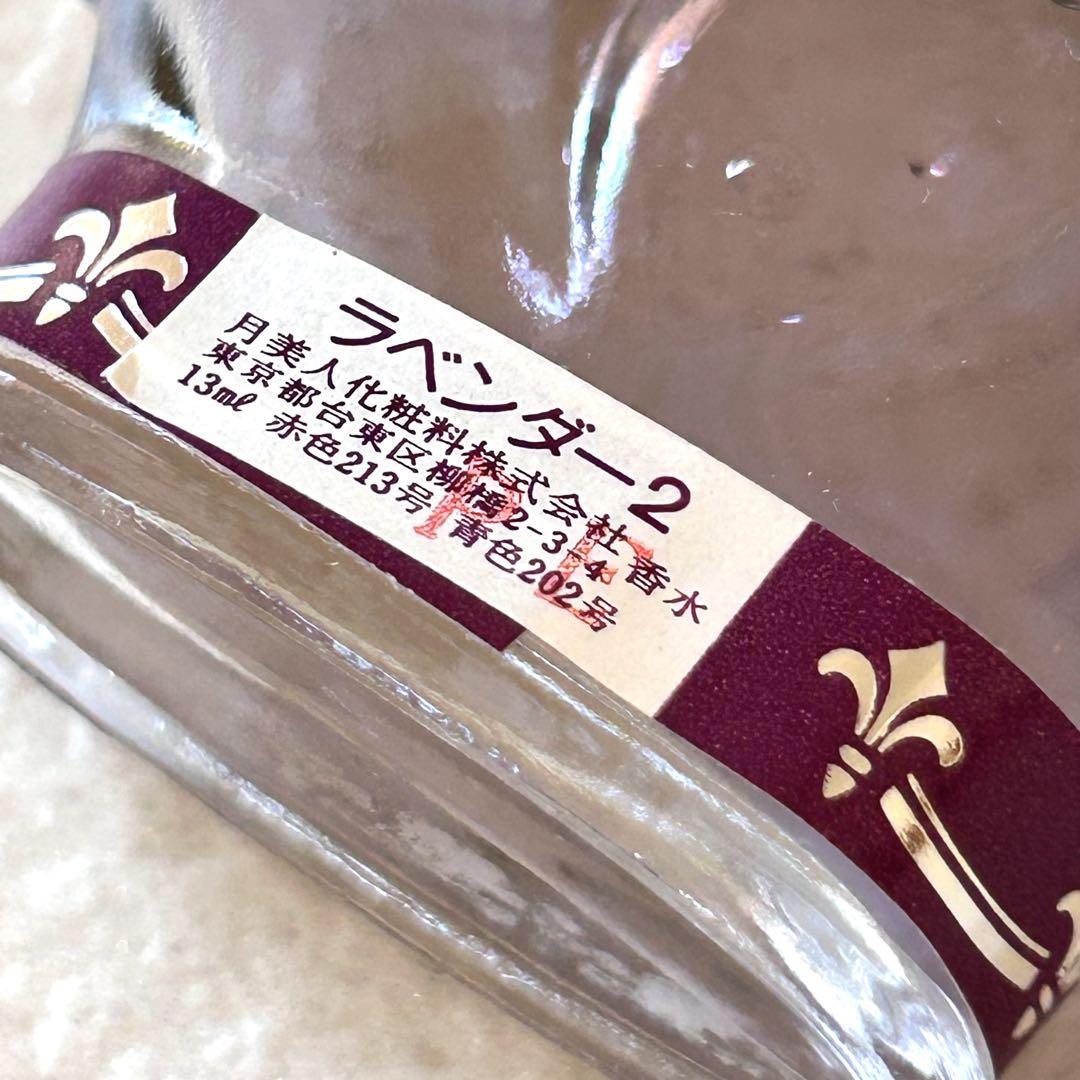 ラベンダー2
月美人化粧料株式会社香水
東京都台東区柳橋2-3-4
13ml 赤色213号 青色202号